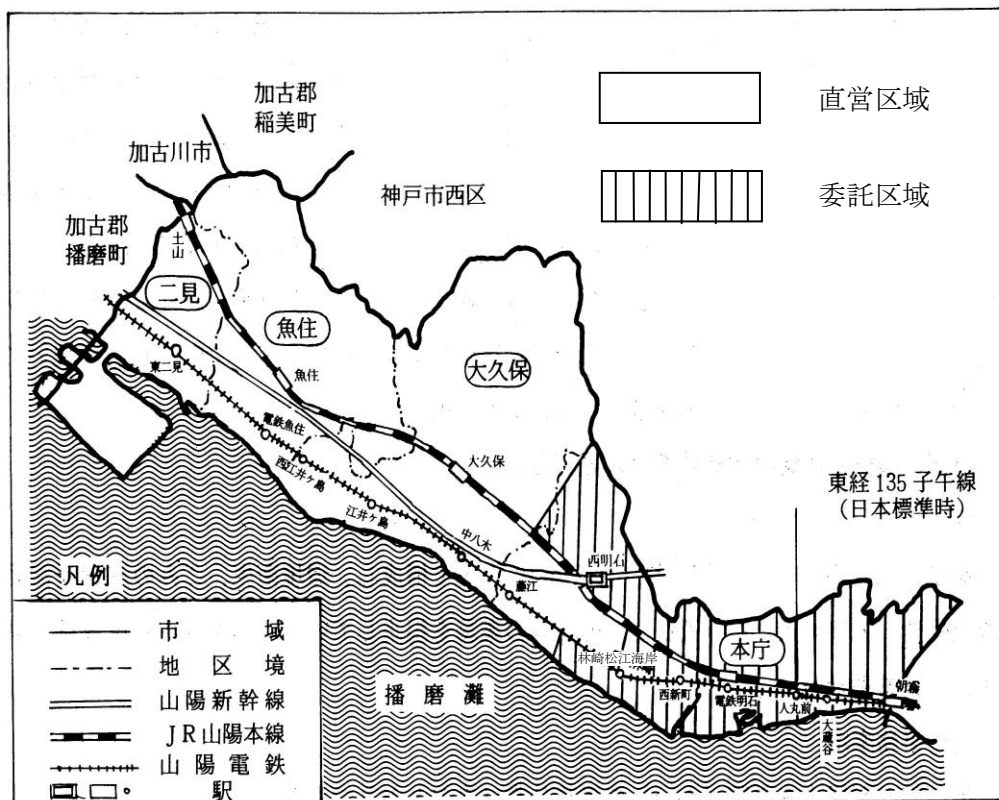 加古郡
稲美町
加古川市
神戸市西区
加古郡
播磨町
直営区域
委託区域
土山
二見
魚住
大久保
東二見
魚住
電鉄魚住
西江井ヶ島
江井ヶ島
大久保
中八木
藤江
西明石
東経135子午線
(日本標準時)
林崎松江海岸
本庁
西新町
電鉄明石
人丸前
大蔵谷
朝霧
播磨灘
凡例
市域
地区境
山陽新幹線
JR山陽本線
山陽電鉄
駅